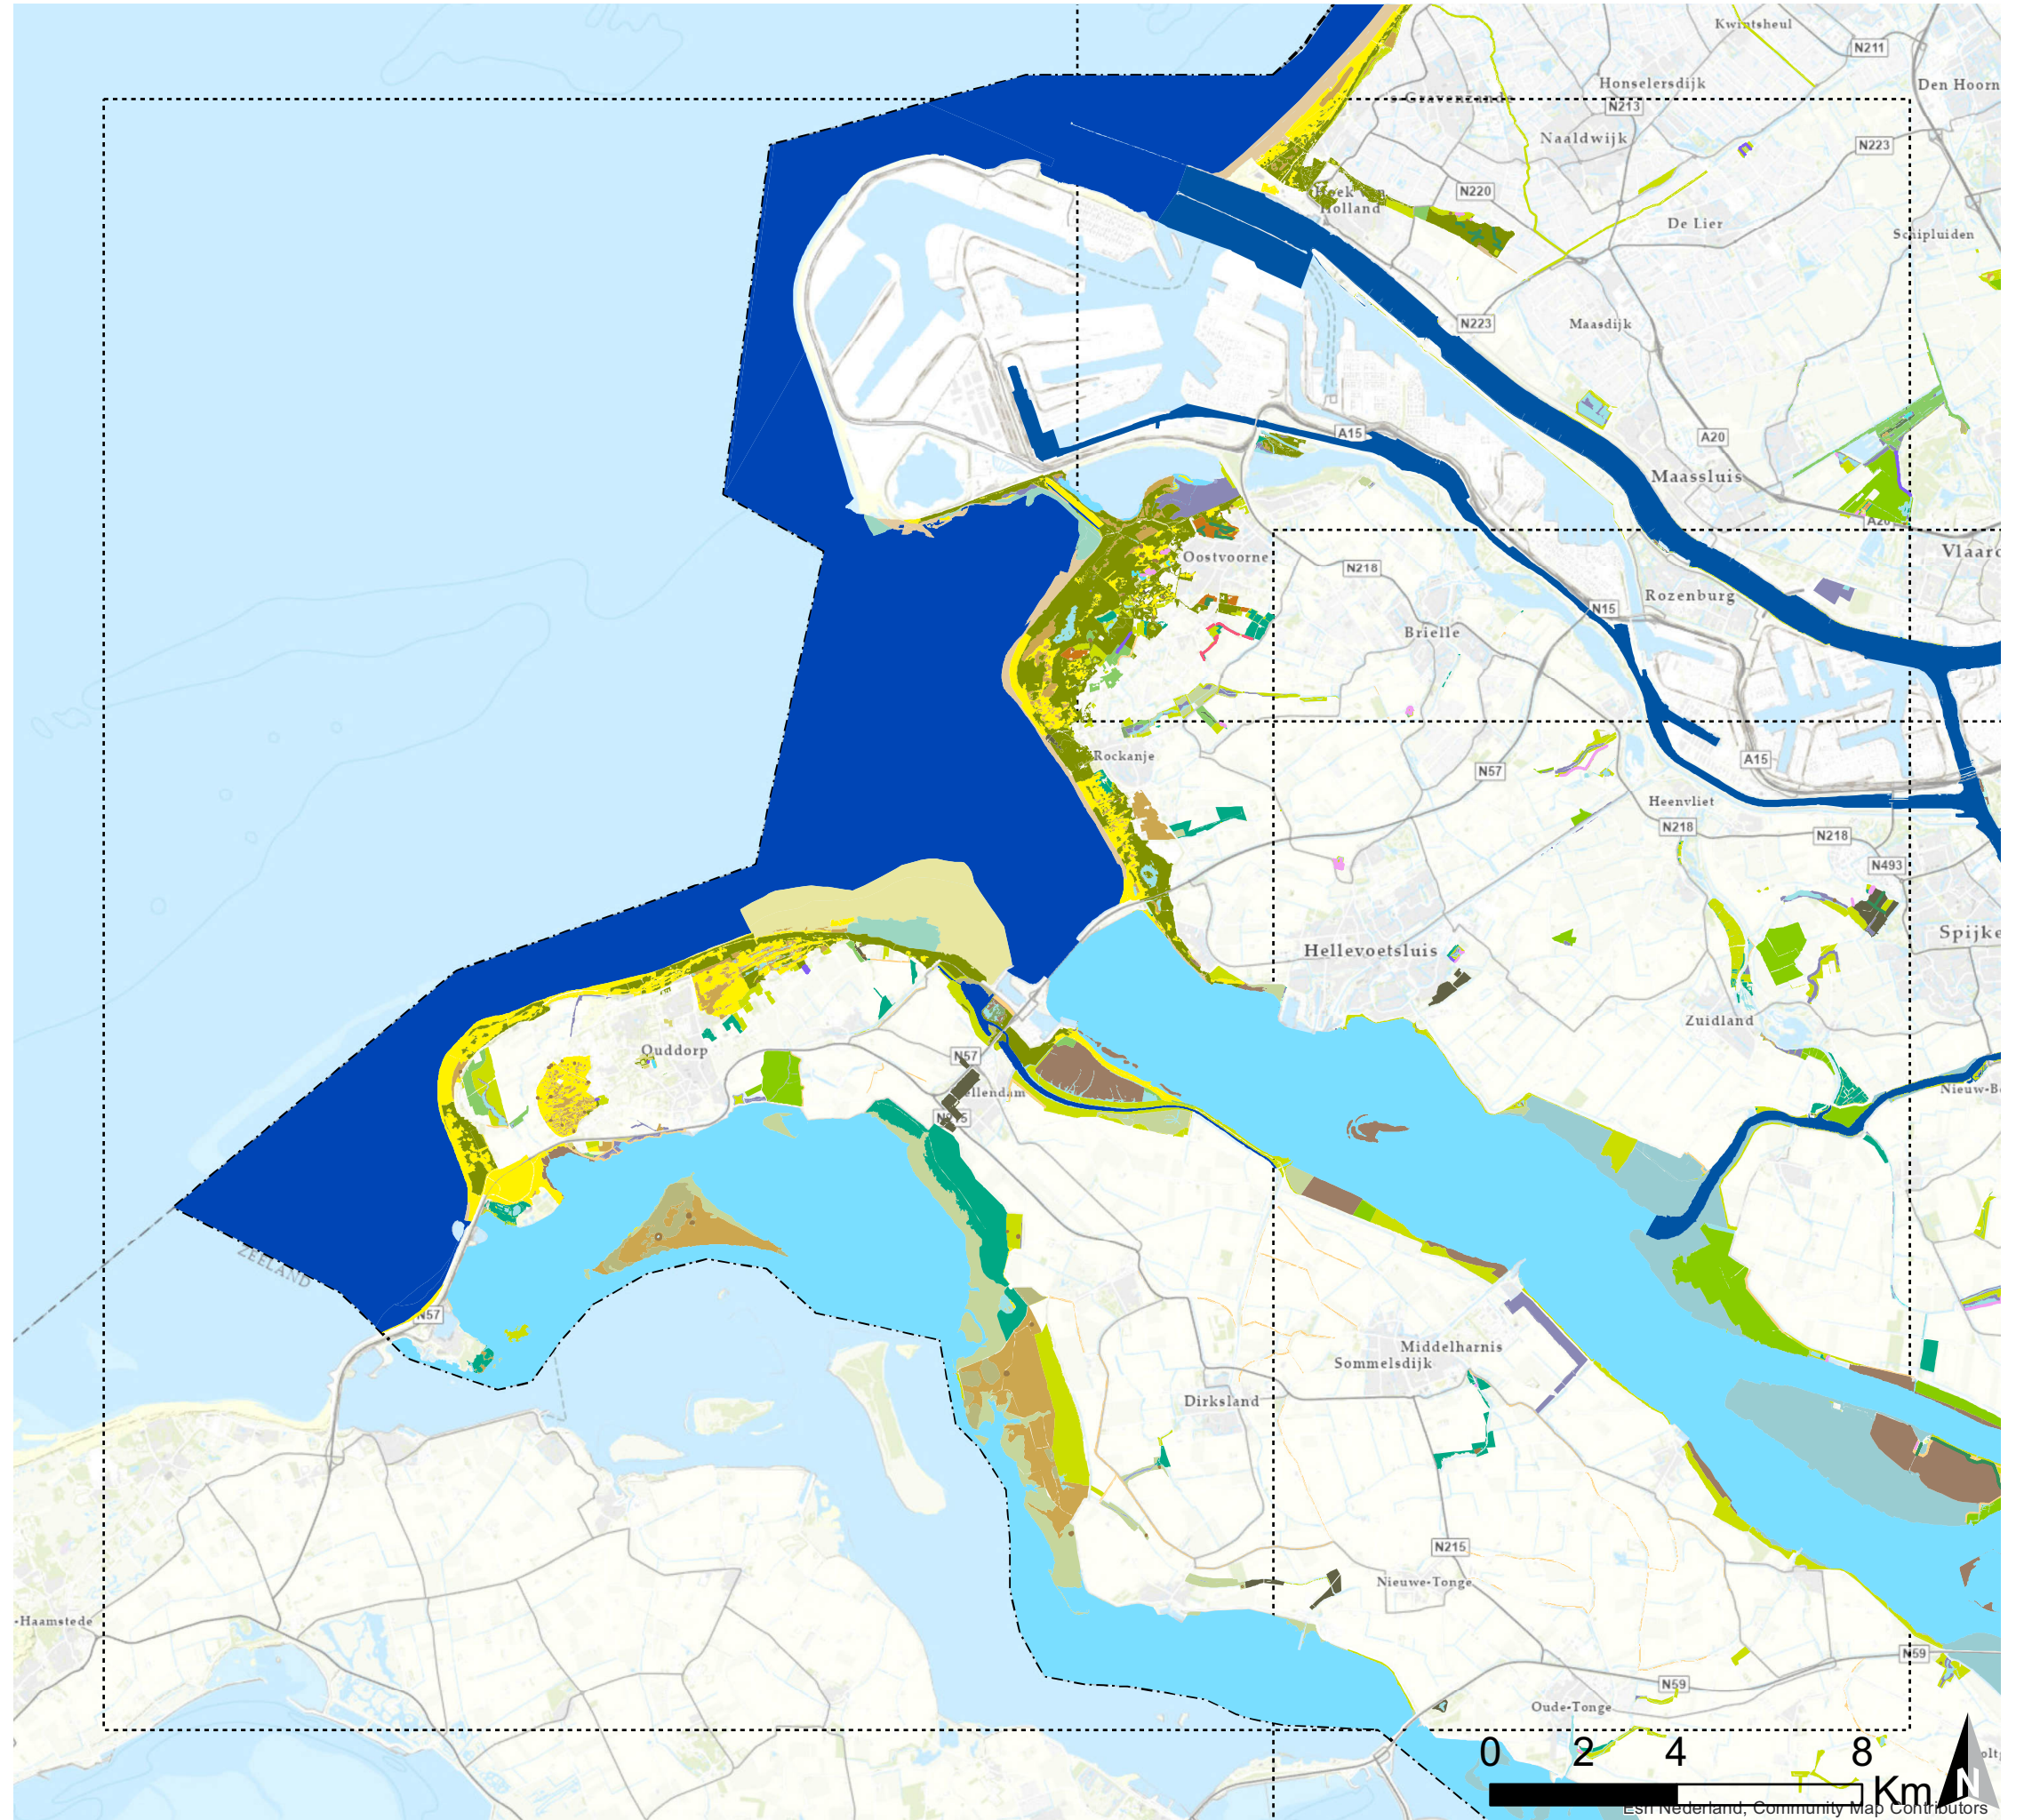 Kwintsheul
N211
Honselersdijk
Den Hoorn
's Gravenzande
N213
Naaldwijk
N223
Hoek van
Holland
N220
De Lier
Schipluiden
N223
Maasdijk
A15
A20
Maassluis
A20
Vlaard
Oostvoorne
N218
N15
Rozenburg
Brielle
Rockanje
N57
A15
Heenvliet
N218
N218
N493
Hellevoetsluis
Spijke
Zuidland
Ouddorp
N57
Nieuw-B
ellendam
N215
ZEELAND
N57
Middelharnis
Sommelsdijk
Dirksland
N215
Nieuwe-Tonge
-Haamstede
N59
N59
Oude-Tonge
0 2 4 8
Km
N
Esri Nederland, Community Map Contributors